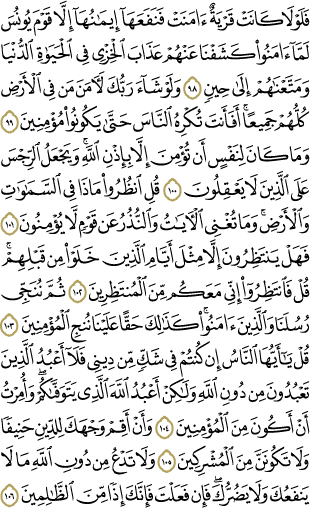 فَلَوْلَا كَانَتْ قَرْيَةٌ ءَامَنَتْ فَنَفَعَهَآ إِيمَٰنُهَآ إِلَّا قَوْمَ يُونُسَ
لَمَّآ ءَامَنُوا۟ كَشَفْنَا عَنْهُمْ عَذَابَ ٱلْخِزْىِ فِى ٱلْحَيَوٰةِ ٱلدُّنْيَا
وَمَتَّعْنَٰهُمْ إِلَىٰ حِينٍ ٩٨ وَلَوْ شَآءَ رَبُّكَ لَءَامَنَ مَن فِى ٱلْأَرْضِ
كُلُّهُمْ جَمِيعًا ۚ أَفَأَنتَ تُكْرِهُ ٱلنَّاسَ حَتَّىٰ يَكُونُوا۟ مُؤْمِنِينَ ٩٩
وَمَا كَانَ لِنَفْسٍ أَن تُؤْمِنَ إِلَّا بِإِذْنِ ٱللَّهِ ۚ وَيَجْعَلُ ٱلرِّجْسَ
عَلَى ٱلَّذِينَ لَا يَعْقِلُونَ ١٠٠ قُلِ ٱنظُرُوا۟ مَاذَا فِى ٱلسَّمَٰوَٰتِ
وَٱلْأَرْضِ ۚ وَمَا تُغْنِى ٱلْءَايَٰتُ وَٱلنُّذُرُ عَن قَوْمٍ لَّا يُؤْمِنُونَ ١٠١
فَهَلْ يَنتَظِرُونَ إِلَّا مِثْلَ أَيَّامِ ٱلَّذِينَ خَلَوْا۟ مِن قَبْلِهِمْ ۚ
قُلْ فَٱنتَظِرُوٓا۟ إِنِّى مَعَكُم مِّنَ ٱلْمُنتَظِرِينَ ١٠٢ ثُمَّ نُنَجِّى
رُسُلَنَا وَٱلَّذِينَ ءَامَنُوا۟ ۚ كَذَٰلِكَ حَقًّا عَلَيْنَا نُنجِ ٱلْمُؤْمِنِينَ ١٠٣
قُلْ يَٰٓأَيُّهَا ٱلنَّاسُ إِن كُنتُمْ فِى شَكٍّ مِّن دِينِى فَلَآ أَعْبُدُ ٱلَّذِينَ
تَعْبُدُونَ مِن دُونِ ٱللَّهِ وَلَٰكِنْ أَعْبُدُ ٱللَّهَ ٱلَّذِى يَتَوَفَّىٰكُمْ ۖ وَأُمِرْتُ
أَنْ أَكُونَ مِنَ ٱلْمُؤْمِنِينَ ١٠٤ وَأَنْ أَقِمْ وَجْهَكَ لِلدِّينِ حَنِيفًا
وَلَا تَكُونَنَّ مِنَ ٱلْمُشْرِكِينَ ١٠٥ وَلَا تَدْعُ مِن دُونِ ٱللَّهِ مَا لَا
يَنفَعُكَ وَلَا يَضُرُّكَ ۖ فَإِن فَعَلْتَ فَإِنَّكَ إِذًا مِّنَ ٱلظَّٰلِمِينَ ١٠٦